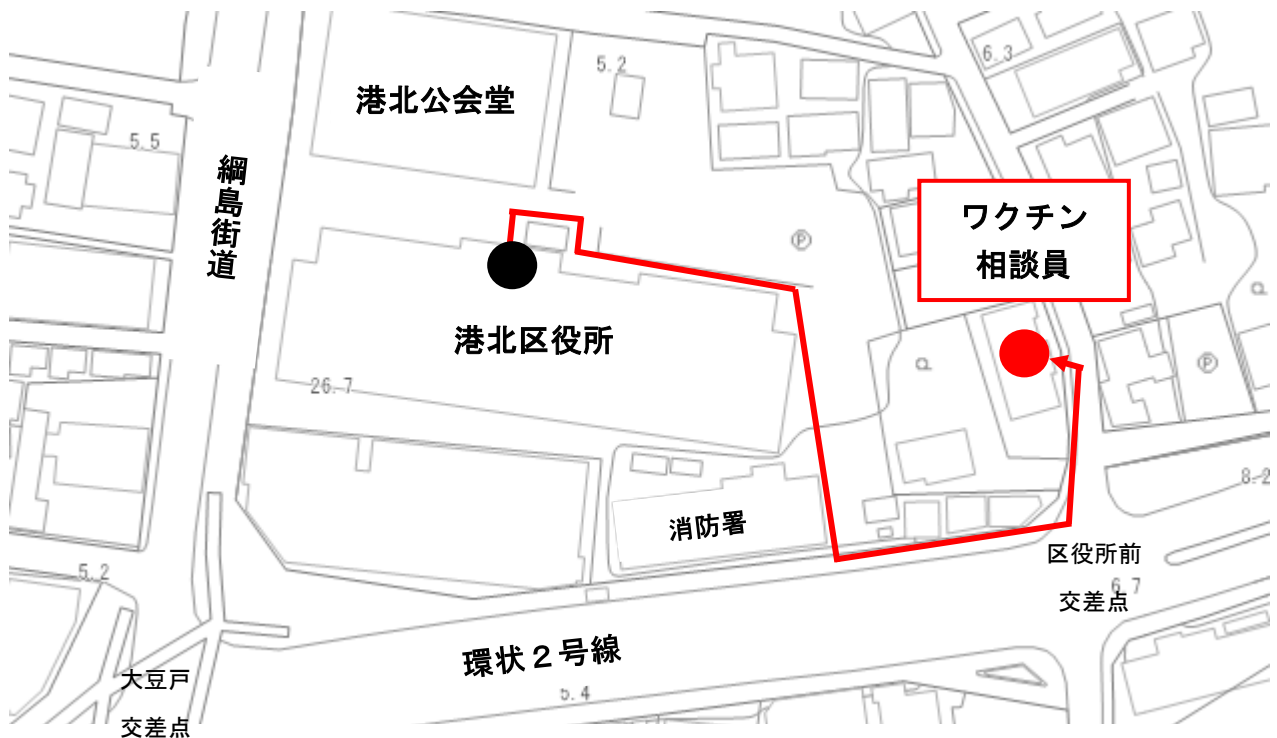 5.2
6.3
港北公会堂
5.5
綱島街道
ワクチン
相談員
P
港北区役所
P
26.7
8.2
消防署
区役所前
交差点
6.7
5.2
環状２号線
大豆戸
交差点
5.4